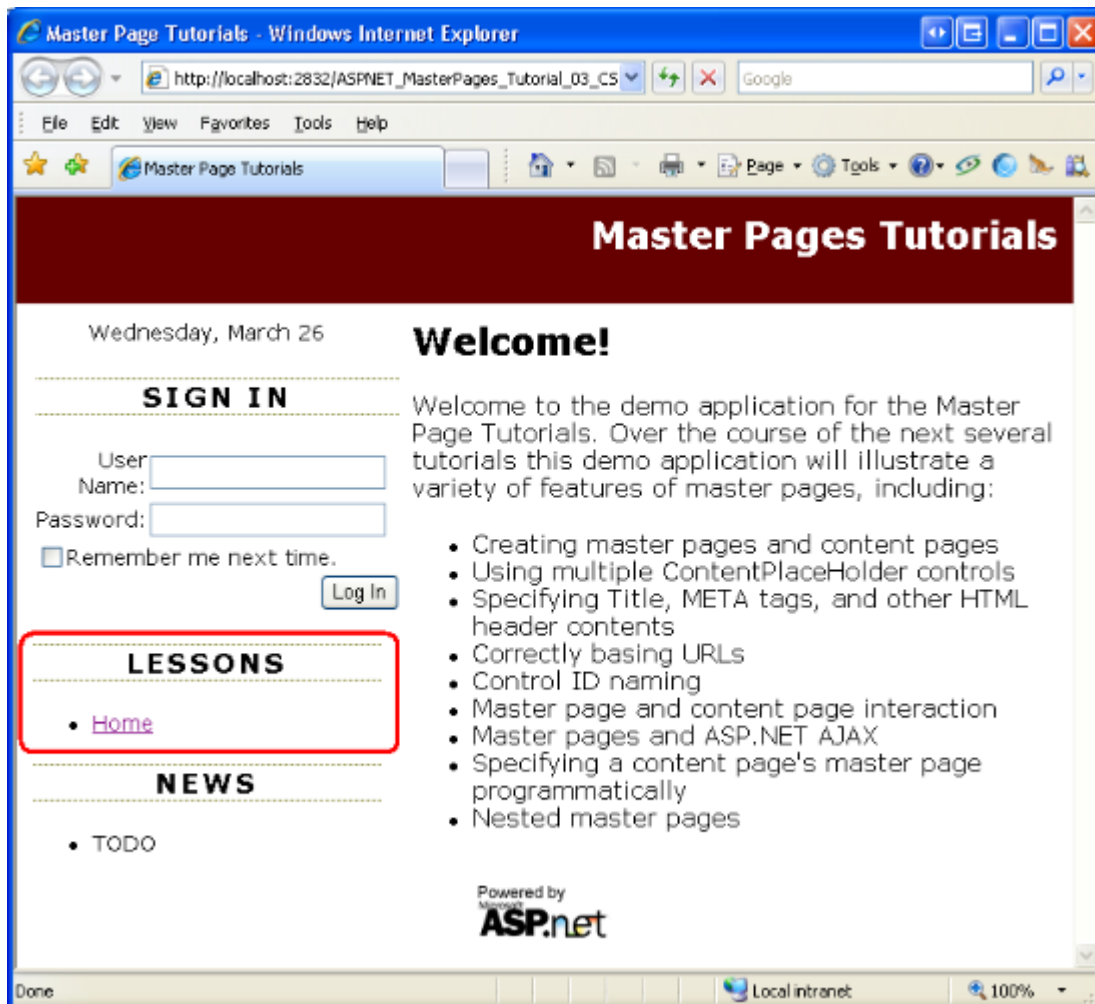 Master Page Tutorials - Windows Internet Explorer
http://localhost:2832/ASPNET_MasterPages_Tutorial_03_CS
Google
File Edit View Favorites Tools Help
Master Page Tutorials
Page
Tools
Master Pages Tutorials
Wednesday, March 26
SIGN IN
User
Name:
Password:
Remember me next time.
Log In
LESSONS
Home
NEWS
TODO
Welcome!
Welcome to the demo application for the Master
Page Tutorials. Over the course of the next several
tutorials this demo application will illustrate a
variety of features of master pages, including:
Creating master pages and content pages
Using multiple ContentPlaceHolder controls
Specifying Title, META tags, and other HTML
header contents
Correctly basing URLs
Control ID naming
Master page and content page interaction
Master pages and ASP.NET AJAX
Specifying a content page's master page
programmatically
Nested master pages
Powered by
Microsoft
ASP.net
Done
Local intranet
100%